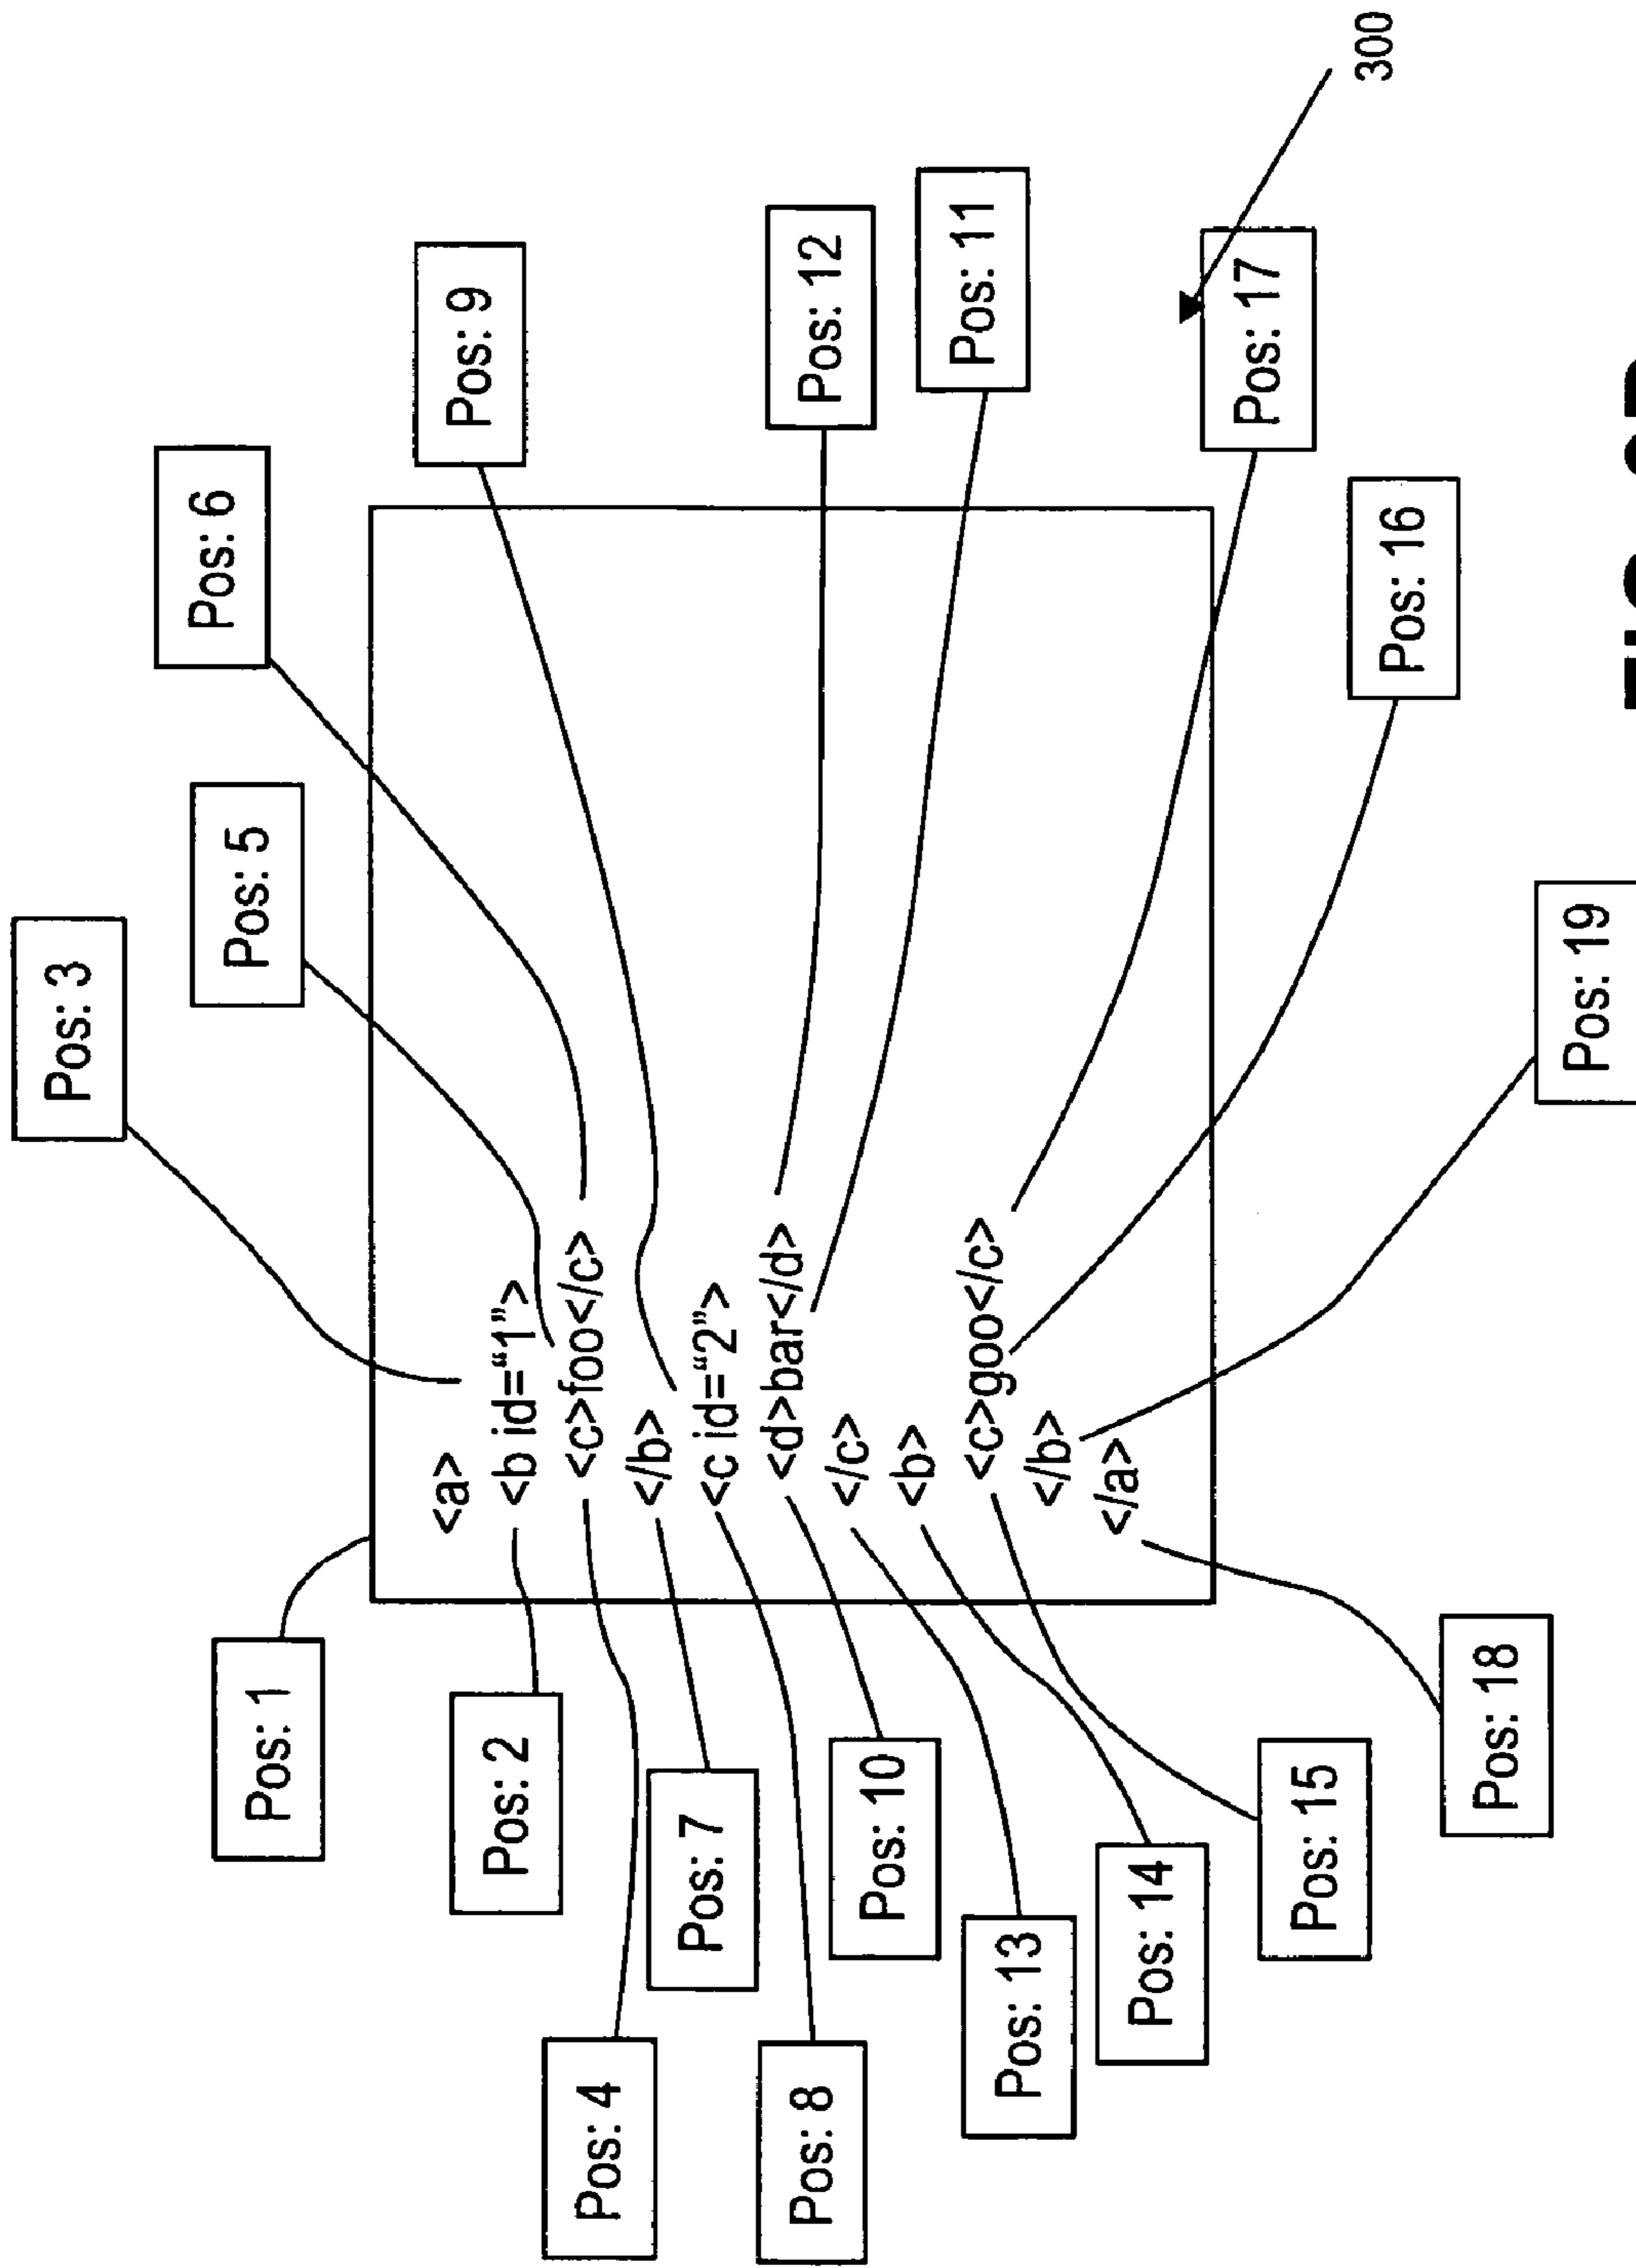 Pos: 3
Pos: 6
Pos: 5
Pos: 1
Pos: 9
Pos: 2
Pos: 4
Pos: 7
Pos: 8
Pos: 12
Pos: 10
Pos: 11
<a>
<b id=“1”>
<c>foo</c>
</b>
<c id=“2”>
<d>bar</d>
</c>
<b>
<c>goo</c>
</b>
</a>
Pos: 13
Pos: 14
Pos: 17
Pos: 15
300
Pos: 16
Pos: 18
Pos: 19